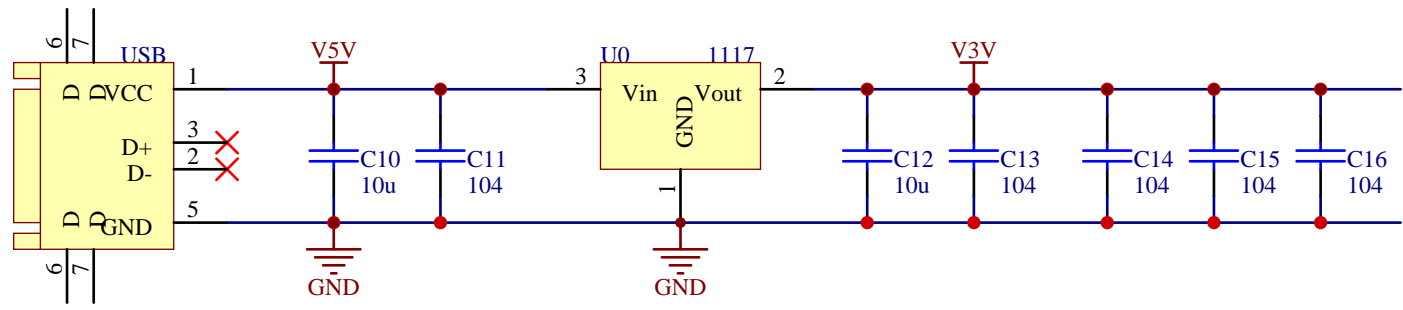 6 7
USB
V5V
U0 1117
V3V
D D VCC 1
3 Vin Vout 2
GND
D+ 3
D- 2
C10 C11 C12 C13 C14 C15 C16
10u 104 10u 104 104 104 104
1
D D GND 5
6 7
GND GND